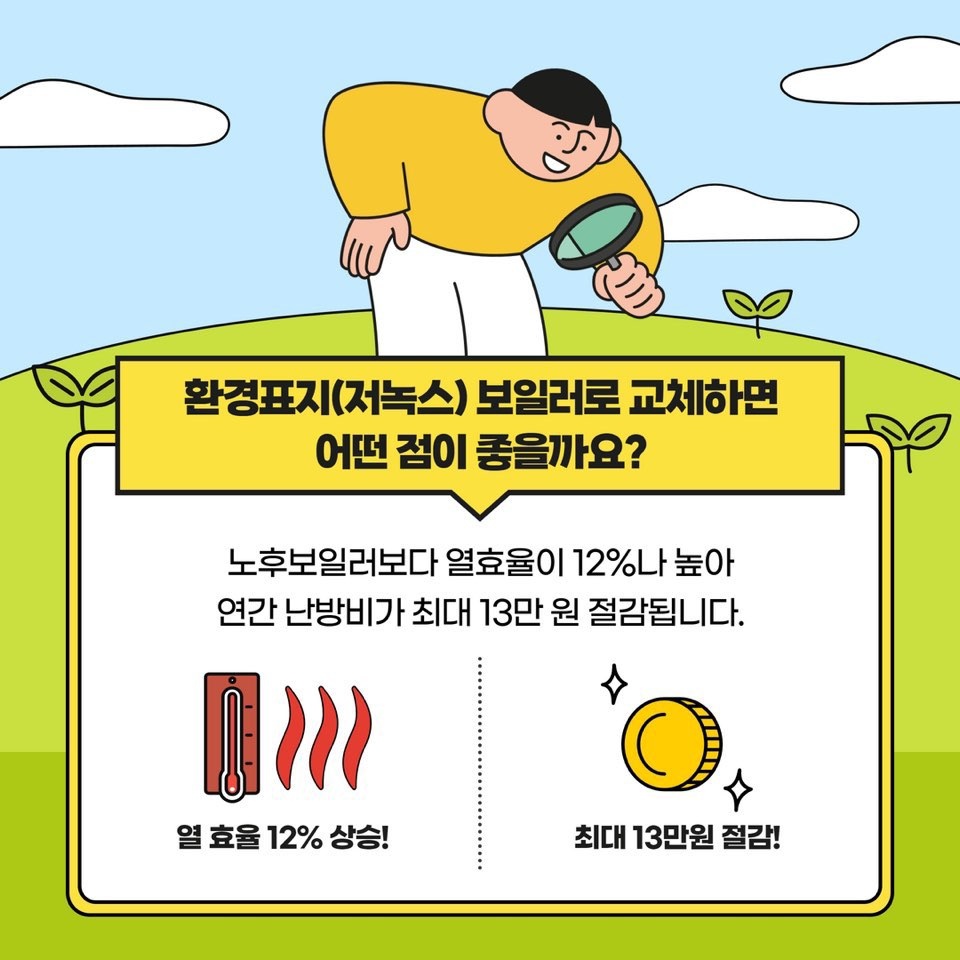 환경표지(저녹스) 보일러로 교체하면
어떤 점이 좋을까요?
노후보일러보다 열효율이 12%나 높아
연간 난방비가 최대 13만 원 절감됩니다.
열 효율 12% 상승!
최대 13만원 절감!